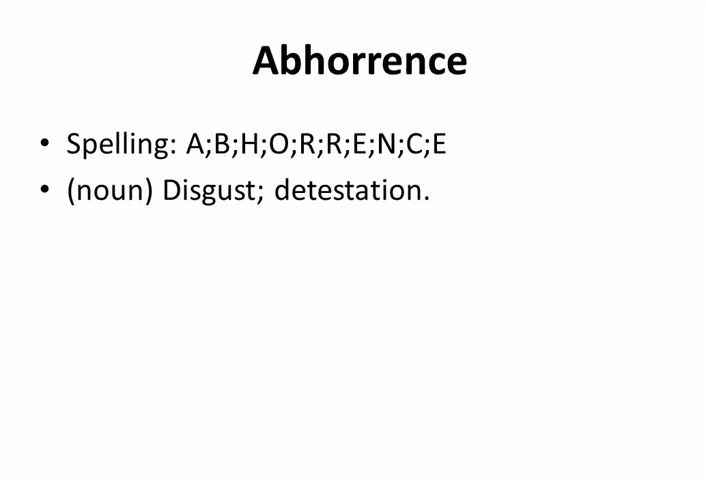 Abhorrence
• Spelling: A;B;H;O;R;R;E;N;C;E
• (noun) Disgust; detestation.